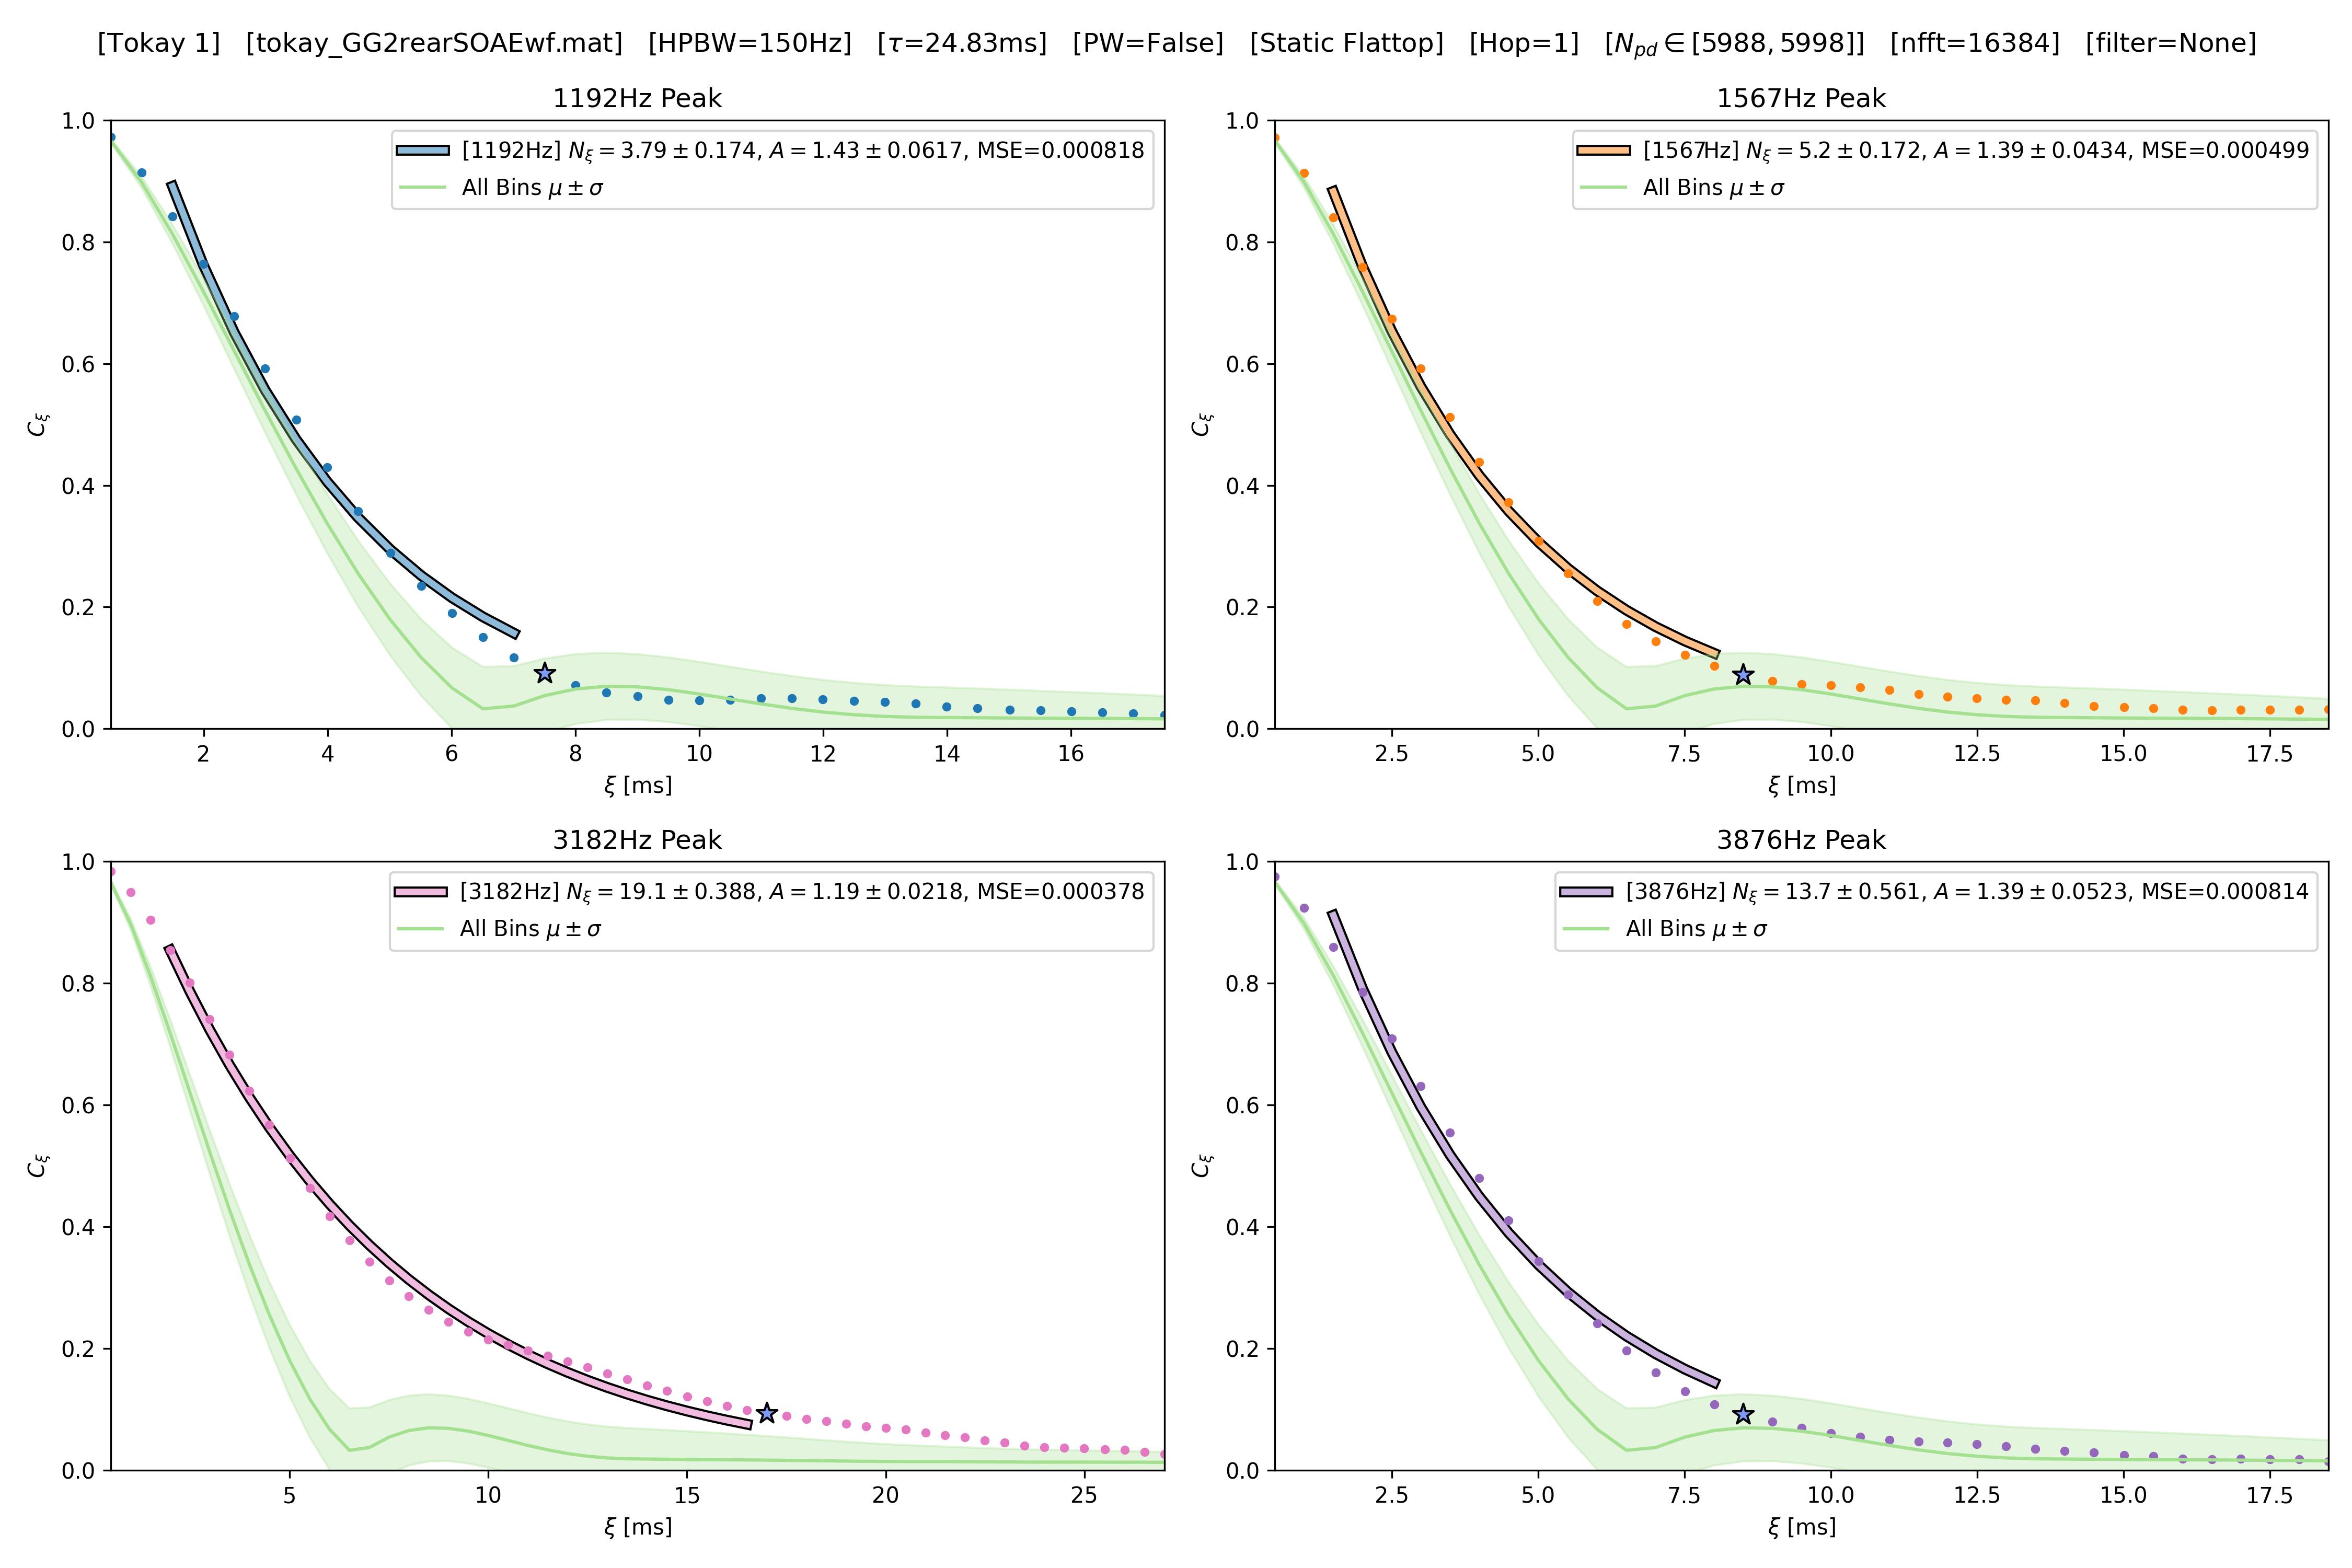 [Tokay 1] [tokay_GG2rearSOAEwf.mat] [HPBW=150Hz] [τ=24.83ms] [PW=False] [Static Flattop] [Hop=1] [N_pd ∈ [5988, 5998]] [nfft=16384] [filter=None]
1192Hz Peak
1.0
0.8
0.6
0.4
0.2
0.0
C_ξ
[1192Hz] N_ξ = 3.79 ± 0.174, A = 1.43 ± 0.0617, MSE=0.000818
All Bins μ ± σ
2 4 6 8 10 12 14 16
ξ [ms]
1567Hz Peak
1.0
0.8
0.6
0.4
0.2
0.0
C_ξ
[1567Hz] N_ξ = 5.2 ± 0.172, A = 1.39 ± 0.0434, MSE=0.000499
All Bins μ ± σ
2.5 5.0 7.5 10.0 12.5 15.0 17.5
ξ [ms]
3182Hz Peak
1.0
0.8
0.6
0.4
0.2
0.0
C_ξ
[3182Hz] N_ξ = 19.1 ± 0.388, A = 1.19 ± 0.0218, MSE=0.000378
All Bins μ ± σ
5 10 15 20 25
ξ [ms]
3876Hz Peak
1.0
0.8
0.6
0.4
0.2
0.0
C_ξ
[3876Hz] N_ξ = 13.7 ± 0.561, A = 1.39 ± 0.0523, MSE=0.000814
All Bins μ ± σ
2.5 5.0 7.5 10.0 12.5 15.0 17.5
ξ [ms]